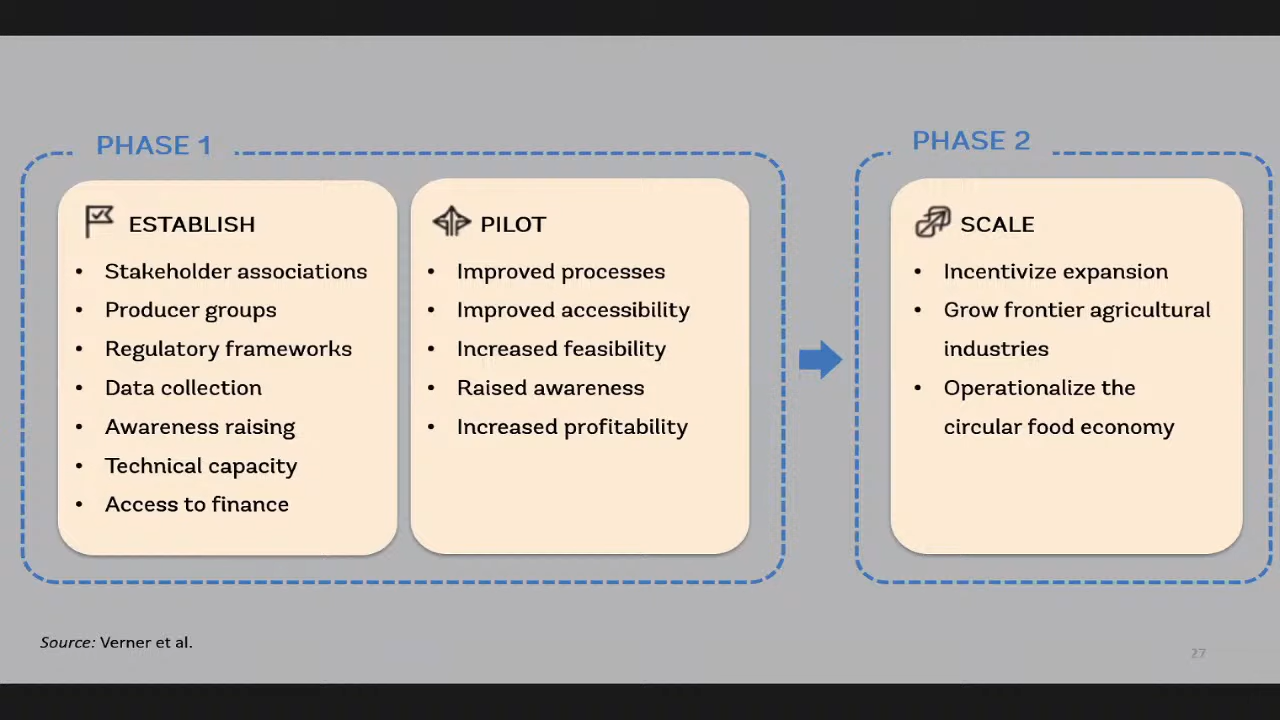 PHASE 1
ESTABLISH
• Stakeholder associations
• Producer groups
• Regulatory frameworks
• Data collection
• Awareness raising
• Technical capacity
• Access to finance
PILOT
• Improved processes
• Improved accessibility
• Increased feasibility
• Raised awareness
• Increased profitability
PHASE 2
SCALE
• Incentivize expansion
• Grow frontier agricultural
industries
• Operationalize the
circular food economy
Source: Verner et al.
27